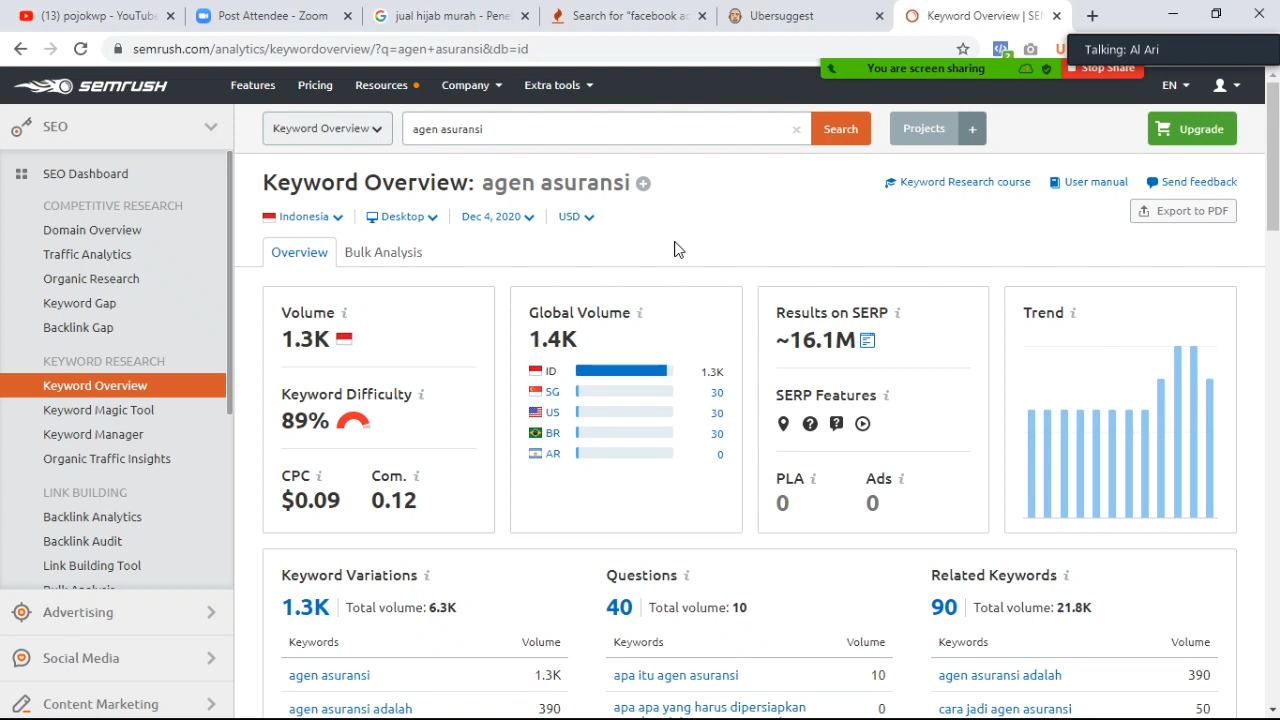 (13) pojokwp - YouTube
Post Attendee - Zoom
jual hijab murah - Pene
Search for "facebook ad
Ubersuggest
Keyword Overview | SEM
semrush.com/analytics/keywordoverview/?q=agen+asuransi&db=id
Talking: Al Ari
You are screen sharing
Stop Share
SEMRUSH
Features
Pricing
Resources
Company
Extra tools
EN
SEO
Keyword Overview
agen asuransi
Search
Projects
+
Upgrade
SEO Dashboard
COMPETITIVE RESEARCH
Domain Overview
Traffic Analytics
Organic Research
Keyword Gap
Backlink Gap
KEYWORD RESEARCH
Keyword Overview
Keyword Magic Tool
Keyword Manager
Organic Traffic Insights
LINK BUILDING
Backlink Analytics
Backlink Audit
Link Building Tool
Bulk Analysis
Advertising
Social Media
Content Marketing
Keyword Overview: agen asuransi
Keyword Research course
User manual
Send feedback
Indonesia
Desktop
Dec 4, 2020
USD
Export to PDF
Overview
Bulk Analysis
Volume
1.3K
Keyword Difficulty
89%
CPC
Com.
$0.09
0.12
Global Volume
1.4K
ID 1.3K
SG 30
US 30
BR 30
AR 0
Results on SERP
~16.1M
SERP Features
PLA
Ads
0
0
Trend
Keyword Variations
1.3K Total volume: 6.3K
Keywords Volume
agen asuransi 1.3K
agen asuransi adalah 390
Questions
40 Total volume: 10
Keywords Volume
apa itu agen asuransi 10
apa apa yang harus dipersiapkan 0
Related Keywords
90 Total volume: 21.8K
Keywords Volume
agen asuransi adalah 390
cara jadi agen asuransi 50